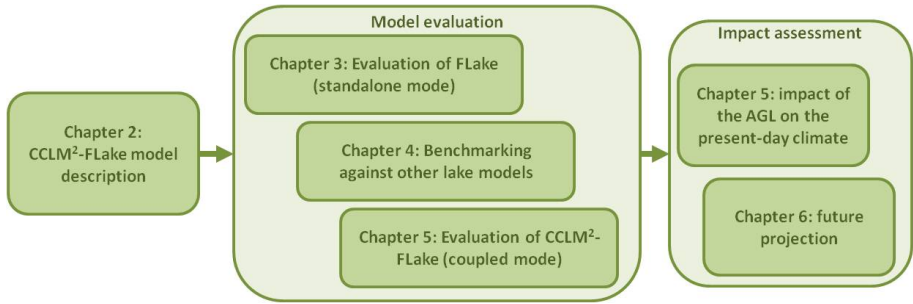 Chapter 2:
CCLM²-FLake model
description
Model evaluation
Chapter 3: Evaluation of FLake
(standalone mode)
Chapter 4: Benchmarking
against other lake models
Chapter 5: Evaluation of CCLM²-
FLake (coupled mode)
Impact assessment
Chapter 5: impact of
the AGL on the
present-day climate
Chapter 6: future
projection